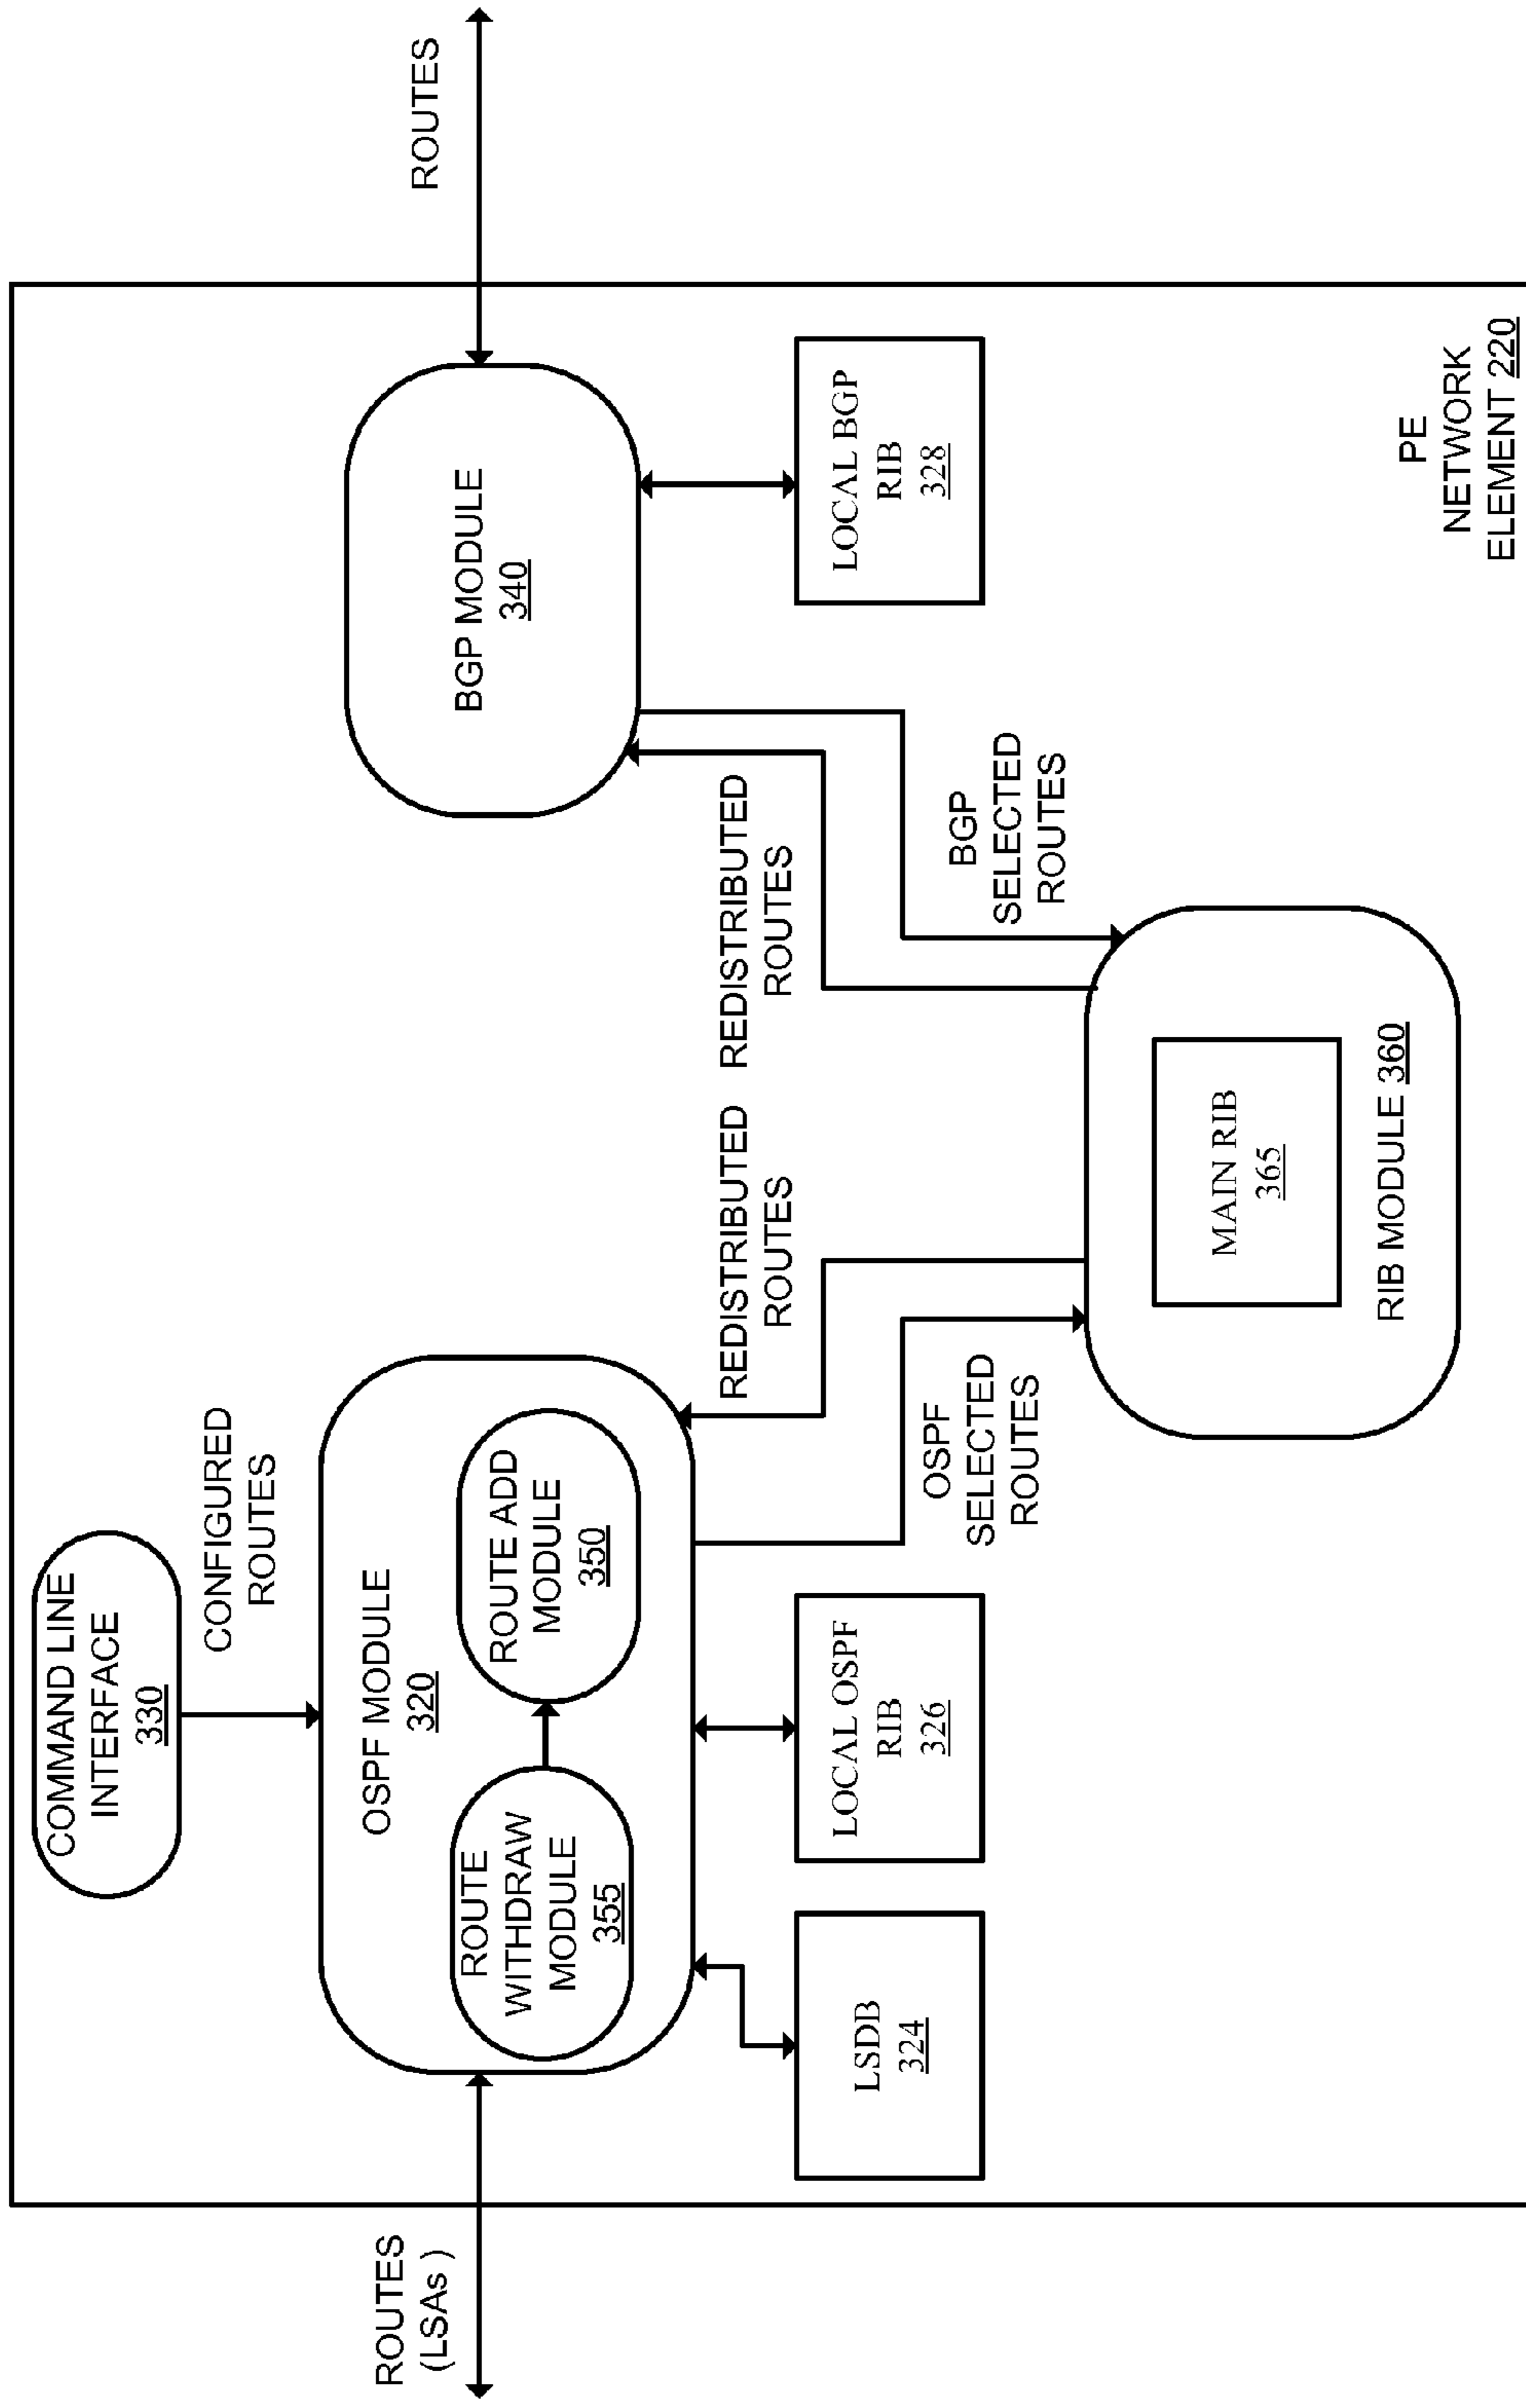 COMMAND LINE
INTERFACE
330
CONFIGURED
ROUTES
ROUTES
(LSAs )
OSPF MODULE
320
ROUTE
WITHDRAW
MODULE
355
ROUTE ADD
MODULE
350
BGP MODULE
340
ROUTES
LSDB
324
LOCAL OSPF
RIB
326
REDISTRIBUTED
ROUTES
REDISTRIBUTED
ROUTES
LOCAL BGP
RIB
328
OSPF
SELECTED
ROUTES
BGP
SELECTED
ROUTES
MAIN RIB
365
RIB MODULE 360
PE
NETWORK
ELEMENT 220